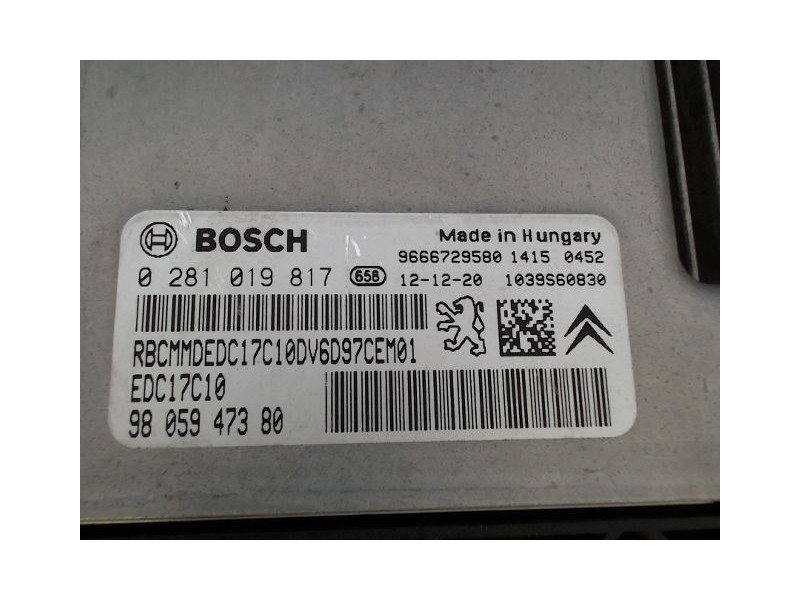 BOSCH Made in Hungary
9666729580 1415 0452
0 281 019 817 65B 12-12-20 1039S60830
RBCMMDEDC17C10DV6D97CEM01
EDC17C10
98 059 473 80